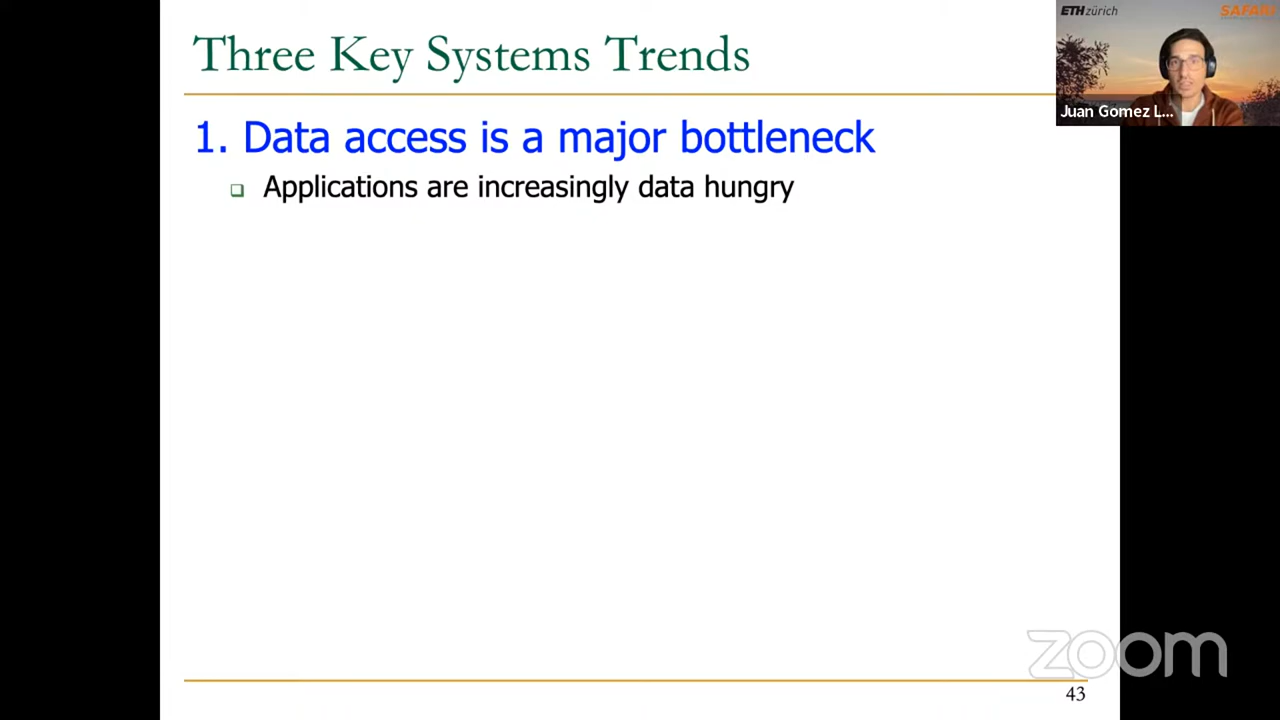 Three Key Systems Trends
ETH zürich
SAFARI
Juan Gomez L...
1. Data access is a major bottleneck
❑ Applications are increasingly data hungry
zoom
43